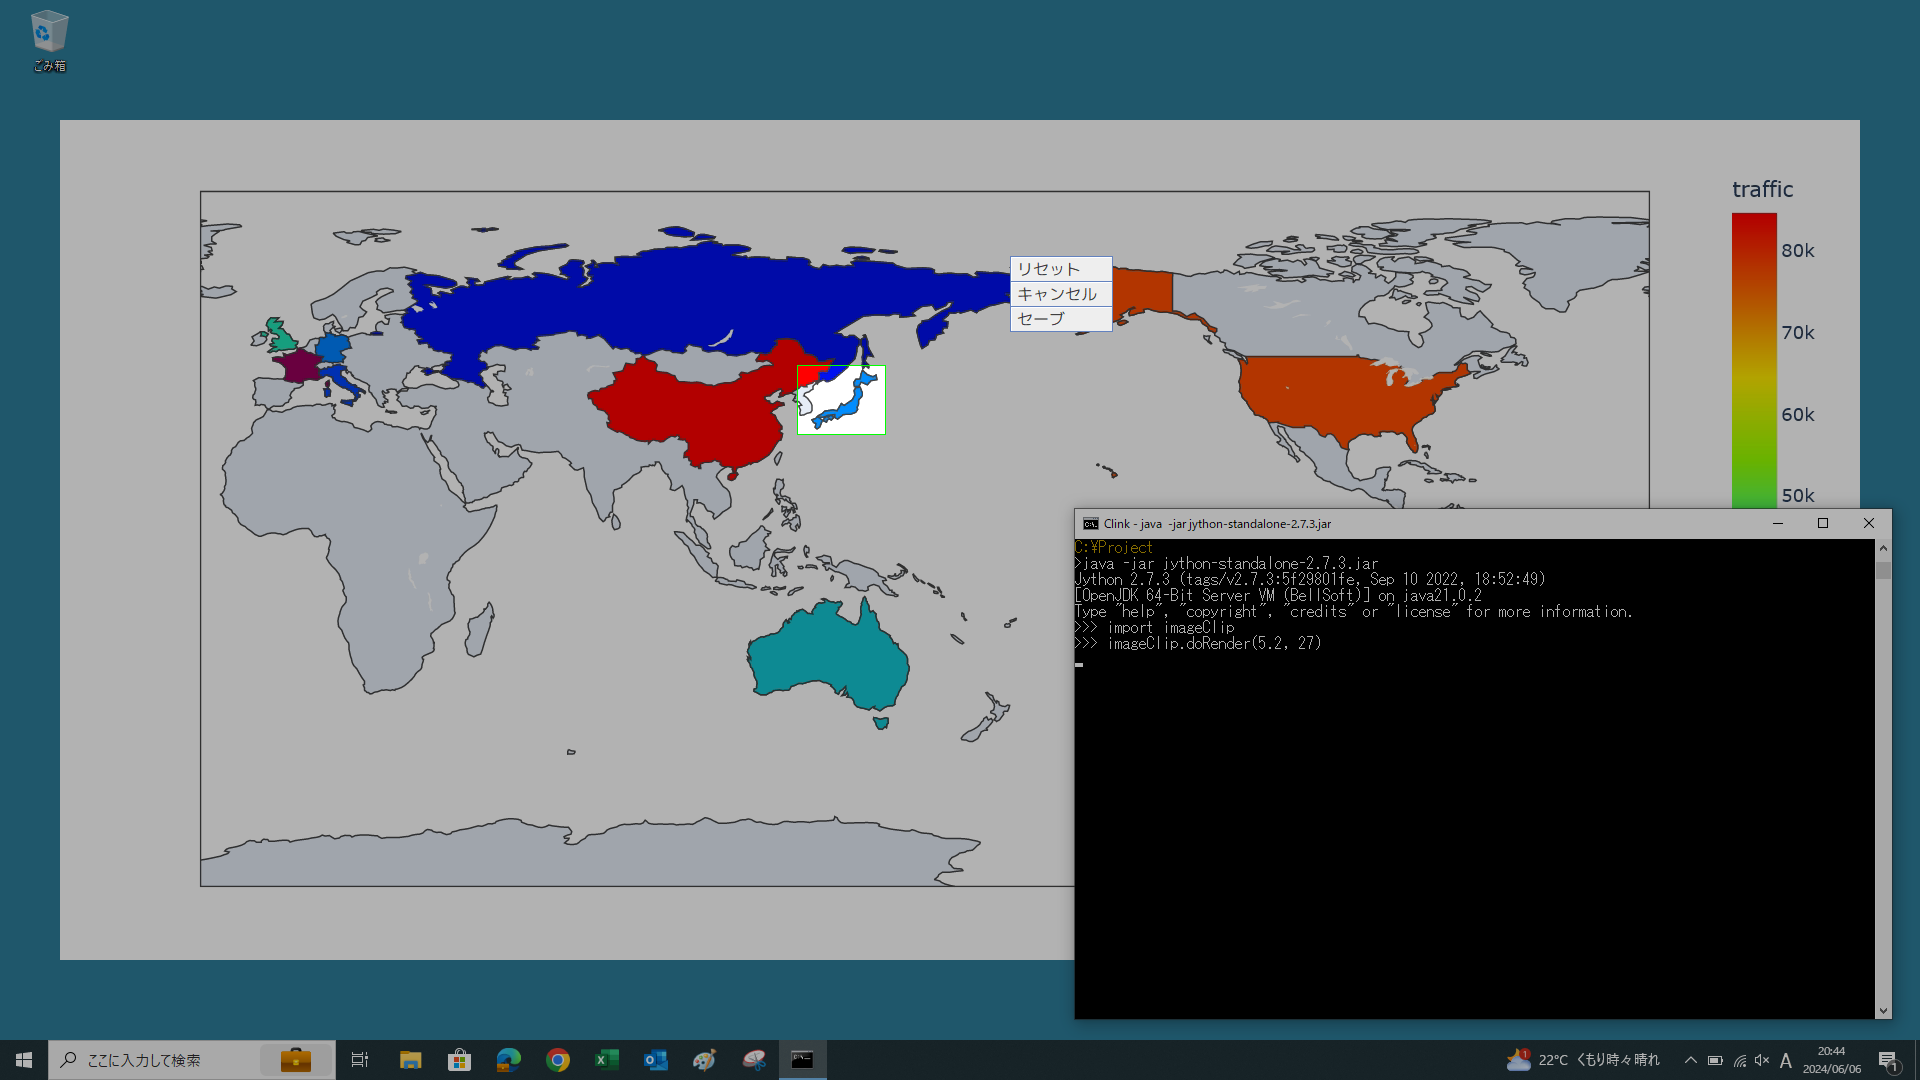 ごみ箱
traffic
80k
70k
60k
50k
リセット
キャンセル
セーブ
Clink - java -jar jython-standalone-2.7.3.jar
C:¥Project
>java -jar jython-standalone-2.7.3.jar
Jython 2.7.3 (tags/v2.7.3:5f29801fe, Sep 10 2022, 18:52:49)
[OpenJDK 64-Bit Server VM (BellSoft)] on java21.0.2
Type "help", "copyright", "credits" or "license" for more information.
>>> import imageClip
>>> imageClip.doRender(5.2, 27)
ここに入力して検索
1
22°C くもり時々晴れ
A
20:44
2024/06/06
1